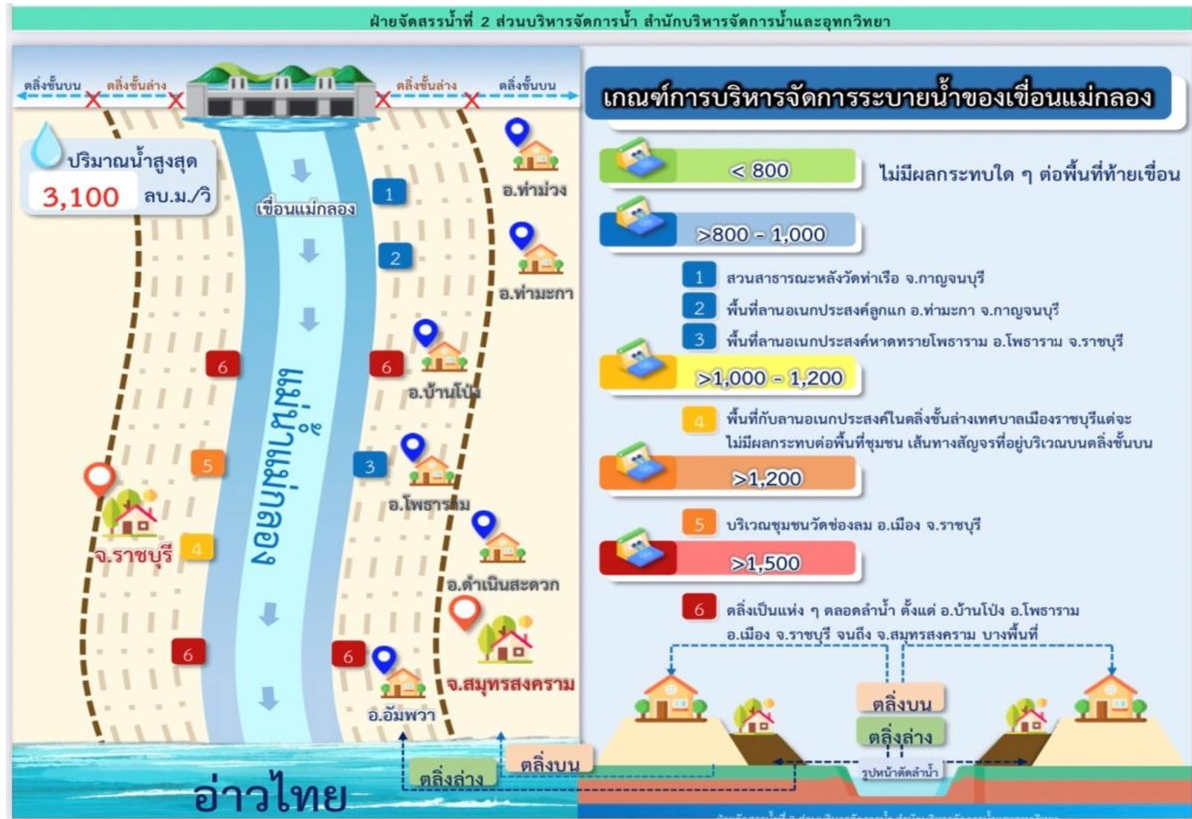 ฝ่ายจัดสรรน้ำที่ 2 ส่วนบริหารจัดการน้ำ สำนักบริหารจัดการน้ำและอุทกวิทยา
ตลิ่งชั้นบน
ตลิ่งชั้นล่าง
ตลิ่งชั้นล่าง
ตลิ่งชั้นบน
ปริมาณน้ำสูงสุด
3,100 ลบ.ม./วิ
เขื่อนแม่กลอง
1
อ.ท่าม่วง
2
อ.ท่ามะกา
6
6
อ.บ้านโป่ง
แม่น้ำแม่กลอง
5
3
อ.โพธาราม
จ.ราชบุรี
4
อ.ดำเนินสะดวก
6
6
จ.สมุทรสงคราม
อ.อัมพวา
ตลิ่งล่าง
ตลิ่งบน
อ่าวไทย
เกณฑ์การบริหารจัดการระบายน้ำของเขื่อนแม่กลอง
< 800
ไม่มีผลกระทบใด ๆ ต่อพื้นที่ท้ายเขื่อน
>800 - 1,000
1 สวนสาธารณะหลังวัดท่าเรือ จ.กาญจนบุรี
2 พื้นที่ลานอเนกประสงค์ลูกแก อ.ท่ามะกา จ.กาญจนบุรี
3 พื้นที่ลานอเนกประสงค์หาดทรายโพธาราม อ.โพธาราม จ.ราชบุรี
>1,000 - 1,200
4 พื้นที่กับลานอเนกประสงค์ในตลิ่งชั้นล่างเทศบาลเมืองราชบุรีแต่จะ
ไม่มีผลกระทบต่อพื้นที่ชุมชน เส้นทางสัญจรที่อยู่บริเวณบนตลิ่งชั้นบน
>1,200
5 บริเวณชุมชนวัดช่องลม อ.เมือง จ.ราชบุรี
>1,500
6 ตลิ่งเป็นแห่ง ๆ ตลอดลำน้ำ ตั้งแต่ อ.บ้านโป่ง อ.โพธาราม
อ.เมือง จ.ราชบุรี จนถึง จ.สมุทรสงคราม บางพื้นที่
ตลิ่งบน
ตลิ่งล่าง
รูปหน้าตัดลำน้ำ